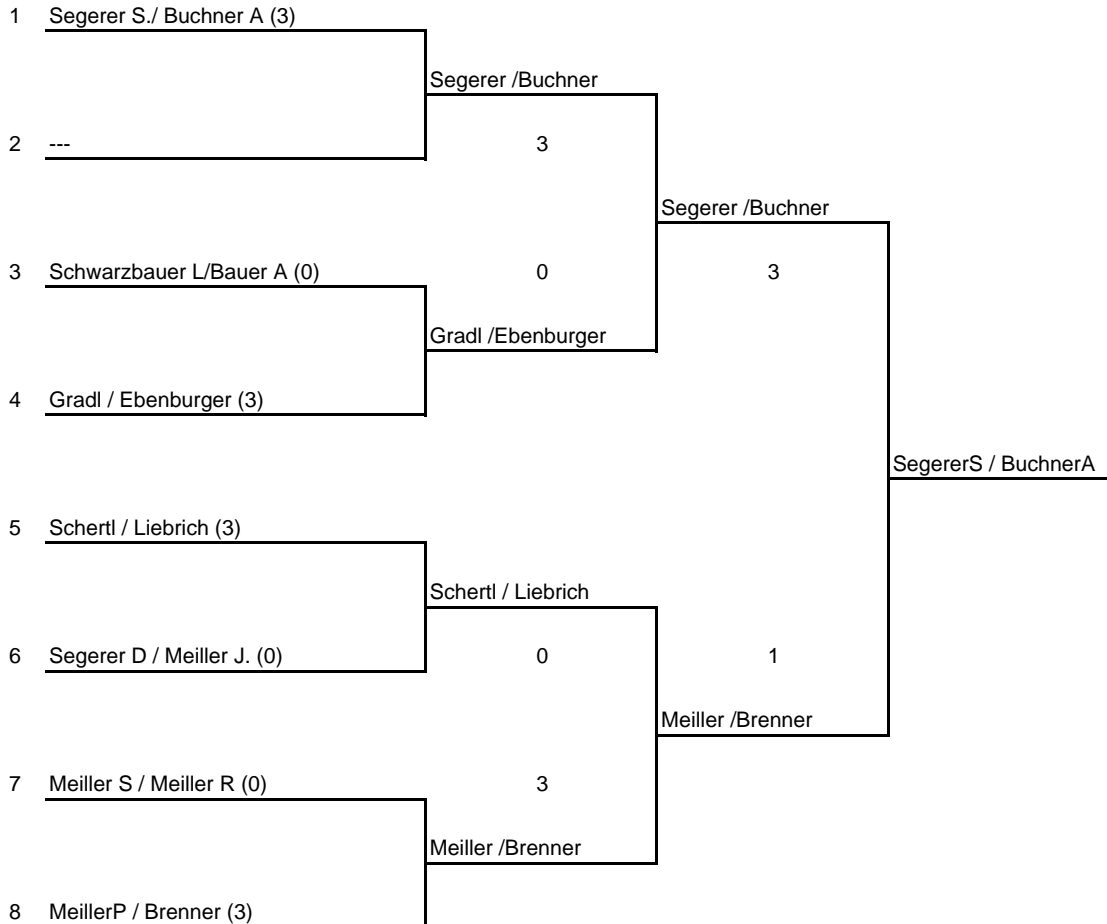 1 Segerer S./ Buchner A (3)
Segerer /Buchner
2 --- 3
Segerer /Buchner
3 Schwarzbauer L/Bauer A (0) 0 3
Gradl /Ebenburger
4 Gradl / Ebenburger (3)
SegererS / BuchnerA
5 Schertl / Liebrich (3)
Schertl / Liebrich
6 Segerer D / Meiller J. (0) 0 1
Meiller /Brenner
7 Meiller S / Meiller R (0) 3
Meiller /Brenner
8 MeillerP / Brenner (3)